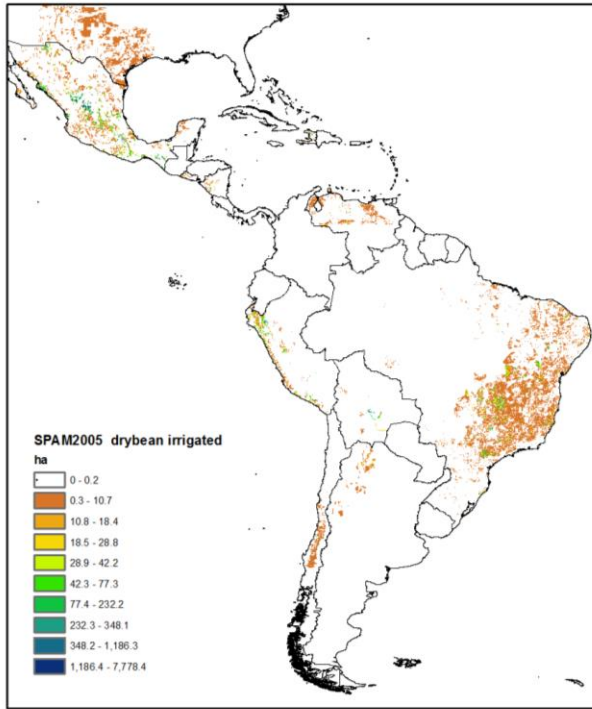 SPAM2005 drybean irrigated
ha
0 - 0.2
0.3 - 10.7
10.8 - 18.4
18.5 - 28.8
28.9 - 42.2
42.3 - 77.3
77.4 - 232.2
232.3 - 348.1
348.2 - 1,186.3
1,186.4 - 7,778.4